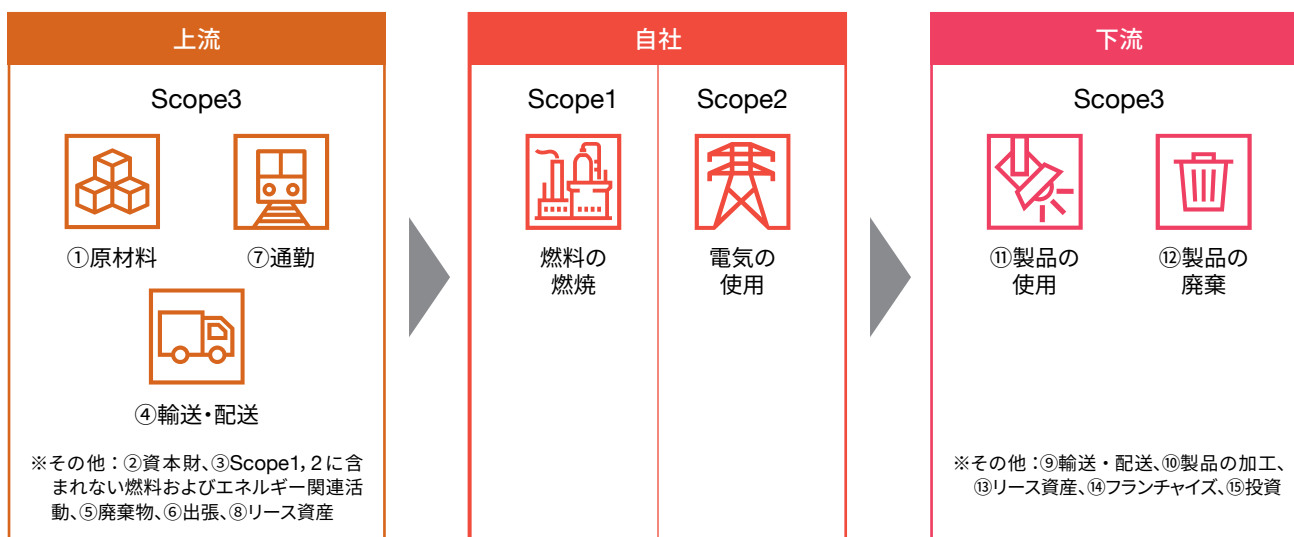 上流
Scope3
①原材料
⑦通勤
④輸送・配送
※その他：②資本財、③Scope1，2に含
まれない燃料およびエネルギー関連活
動、⑤廃棄物、⑥出張、⑧リース資産
自社
Scope1
燃料の
燃焼
Scope2
電気の
使用
下流
Scope3
⑪製品の
使用
⑫製品の
廃棄
※その他：⑨輸送・配送、⑩製品の加工、
⑬リース資産、⑭フランチャイズ、⑮投資